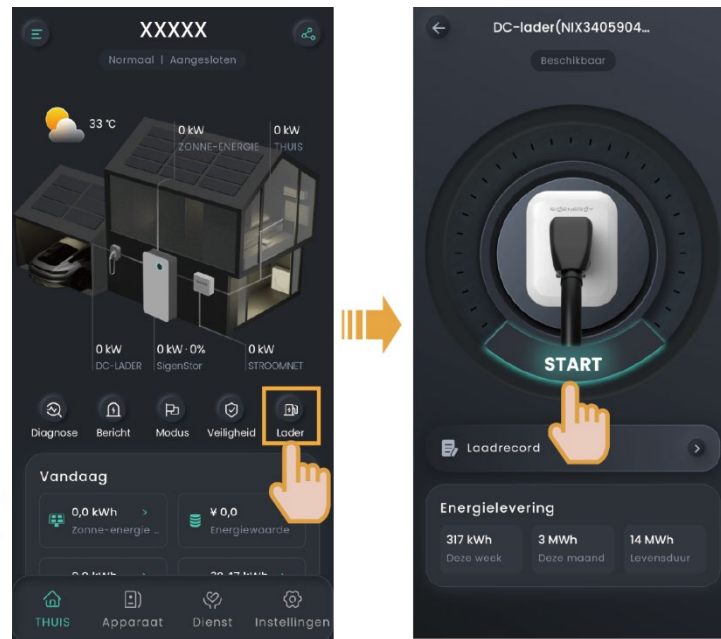 XXXXX
Normaal | Aangesloten
33 °C
0 kW
ZONNE-ENERGIE
0 kW
THUIS
0 kW
DC-LADER
0 kW · 0%
SigenStor
0 kW
STROOMNET
Diagnose
Bericht
Modus
Veiligheid
Lader
Vandaag
0,0 kWh >
Zonne-energie ...
¥ 0,0
Energiewaarde
THUIS
Apparaat
Dienst
Instellingen
DC-lader(NIX3405904...
Beschikbaar
SIGENERGY
START
Laadrecord
Energielevering
317 kWh
Deze week
3 MWh
Deze maand
14 MWh
Levensduur